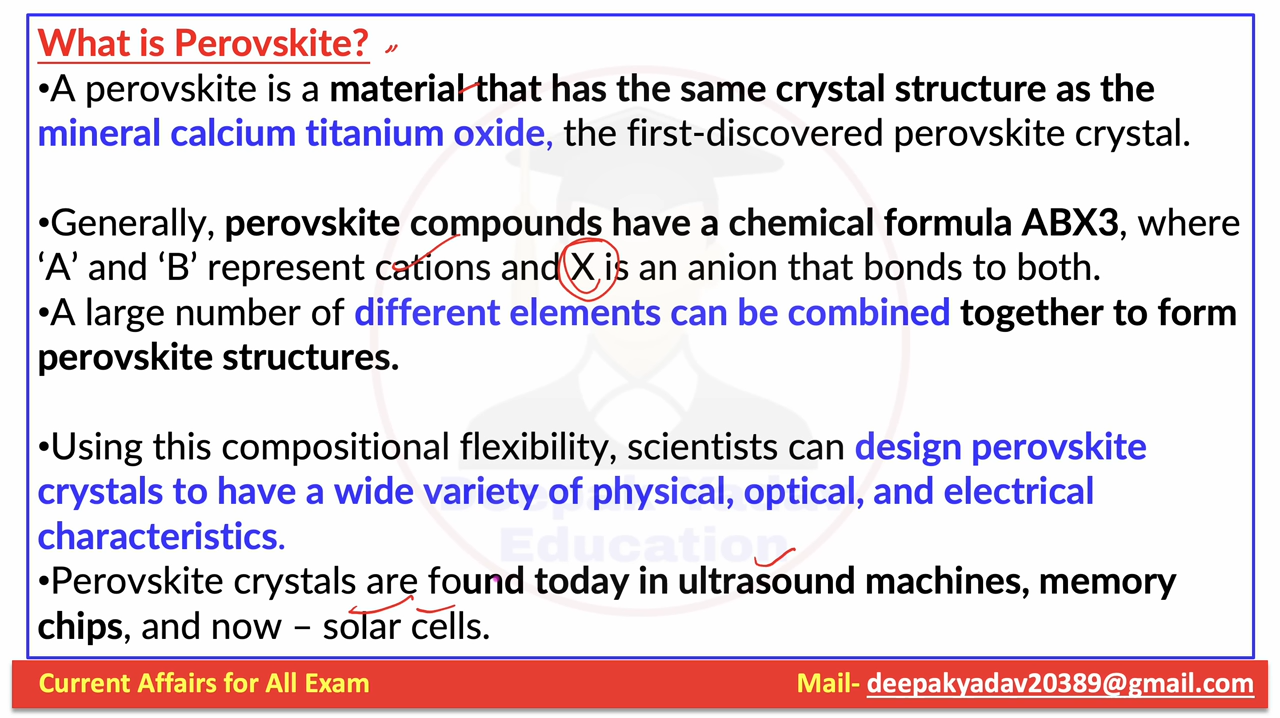 What is Perovskite?
•A perovskite is a material that has the same crystal structure as the
mineral calcium titanium oxide, the first-discovered perovskite crystal.
•Generally, perovskite compounds have a chemical formula ABX3, where
‘A’ and ‘B’ represent cations and X is an anion that bonds to both.
•A large number of different elements can be combined together to form
perovskite structures.
•Using this compositional flexibility, scientists can design perovskite
crystals to have a wide variety of physical, optical, and electrical
characteristics.
•Perovskite crystals are found today in ultrasound machines, memory
chips, and now – solar cells.
Deepak Yadav
Education
Current Affairs for All Exam
Mail- deepakyadav20389@gmail.com